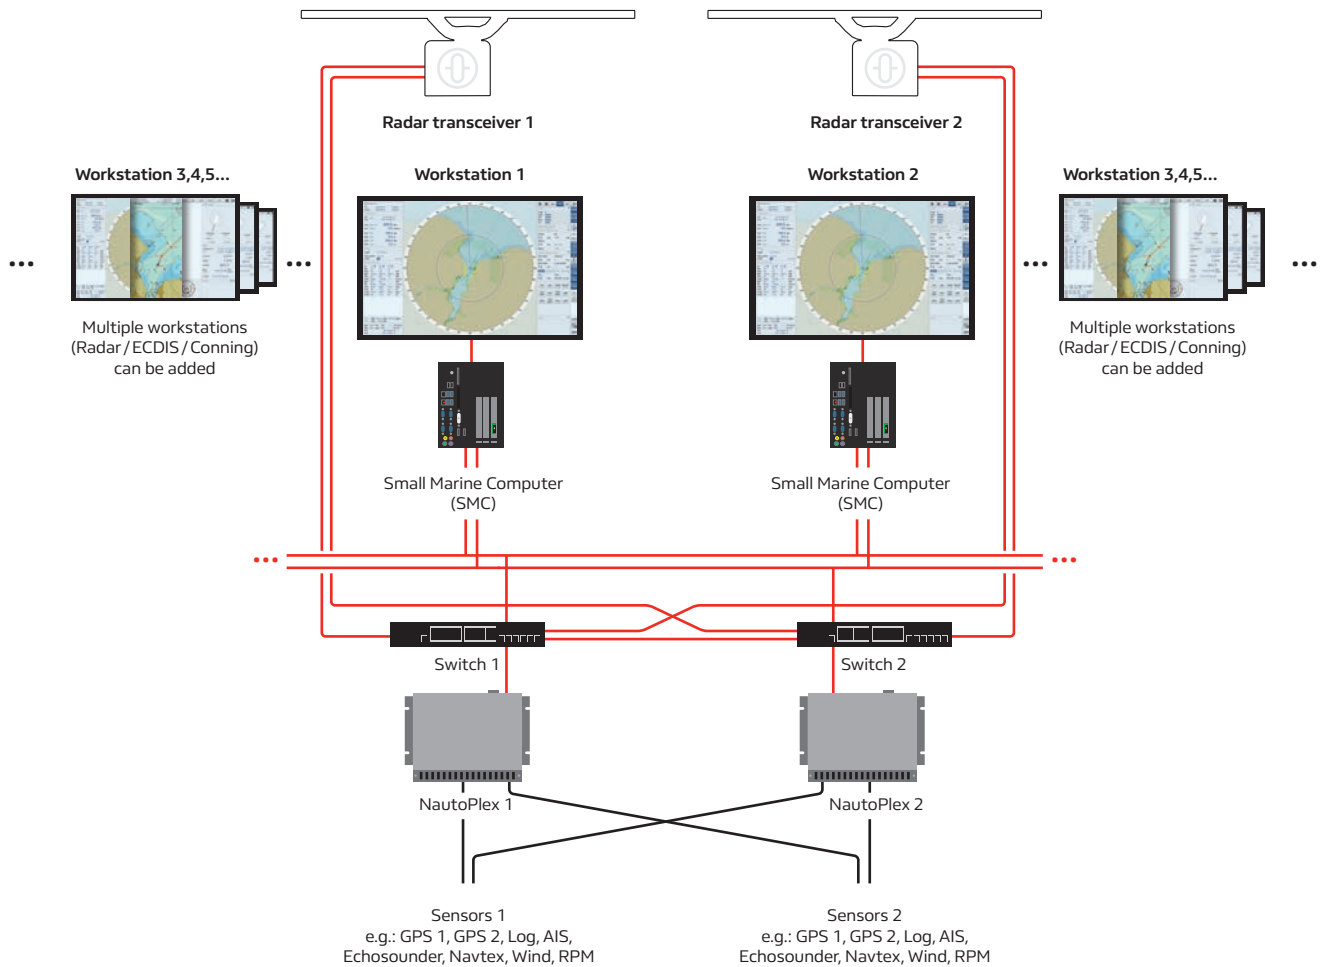 Radar transceiver 1
Radar transceiver 2
Workstation 3,4,5...
Workstation 1
Workstation 2
Workstation 3,4,5...
Multiple workstations
(Radar / ECDIS / Conning)
can be added
Multiple workstations
(Radar / ECDIS / Conning)
can be added
Small Marine Computer
(SMC)
Small Marine Computer
(SMC)
Switch 1
Switch 2
NautoPlex 1
NautoPlex 2
Sensors 1
e.g.: GPS 1, GPS 2, Log, AIS,
Echosounder, Navtex, Wind, RPM
Sensors 2
e.g.: GPS 1, GPS 2, Log, AIS,
Echosounder, Navtex, Wind, RPM